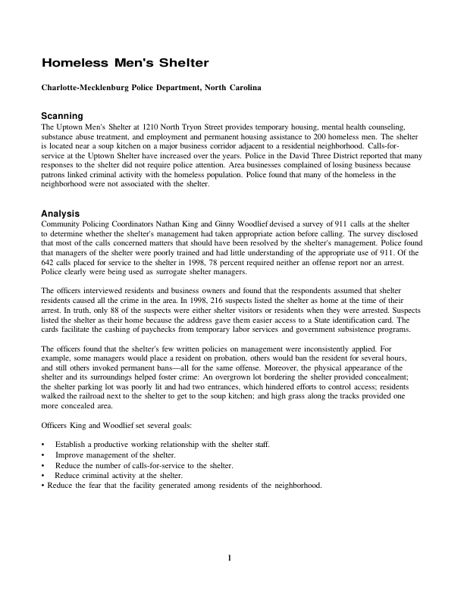 Homeless Men's Shelter
Charlotte-Mecklenburg Police Department, North Carolina
Scanning
The Uptown Men's Shelter at 1210 North Tryon Street provides temporary housing, mental health counseling,
substance abuse treatment, and employment and permanent housing assistance to 200 homeless men. The shelter
is located near a soup kitchen on a major business corridor adjacent to a residential neighborhood. Calls-for-
service at the Uptown Shelter have increased over the years. Police in the David Three District reported that many
responses to the shelter did not require police attention. Area businesses complained of losing business because
patrons linked criminal activity with the homeless population. Police found that many of the homeless in the
neighborhood were not associated with the shelter.
Analysis
Community Policing Coordinators Nathan King and Ginny Woodlief devised a survey of 911 calls at the shelter
to determine whether the shelter's management had taken appropriate action before calling. The survey disclosed
that most of the calls concerned matters that should have been resolved by the shelter's management. Police found
that managers of the shelter were poorly trained and had little understanding of the appropriate use of 911. Of the
642 calls placed for service to the shelter in 1998, 78 percent required neither an offense report nor an arrest.
Police clearly were being used as surrogate shelter managers.
The officers interviewed residents and business owners and found that the respondents assumed that shelter
residents caused all the crime in the area. In 1998, 216 suspects listed the shelter as home at the time of their
arrest. In truth, only 88 of the suspects were either shelter visitors or residents when they were arrested. Suspects
listed the shelter as their home because the address gave them easier access to a State identification card. The
cards facilitate the cashing of paychecks from temporary labor services and government subsistence programs.
The officers found that the shelter's few written policies on management were inconsistently applied. For
example, some managers would place a resident on probation, others would ban the resident for several hours,
and still others invoked permanent bans—all for the same offense. Moreover, the physical appearance of the
shelter and its surroundings helped foster crime: An overgrown lot bordering the shelter provided concealment;
the shelter parking lot was poorly lit and had two entrances, which hindered efforts to control access; residents
walked the railroad next to the shelter to get to the soup kitchen; and high grass along the tracks provided one
more concealed area.
Officers King and Woodlief set several goals:
• Establish a productive working relationship with the shelter staff.
• Improve management of the shelter.
• Reduce the number of calls-for-service to the shelter.
• Reduce criminal activity at the shelter.
• Reduce the fear that the facility generated among residents of the neighborhood.
1